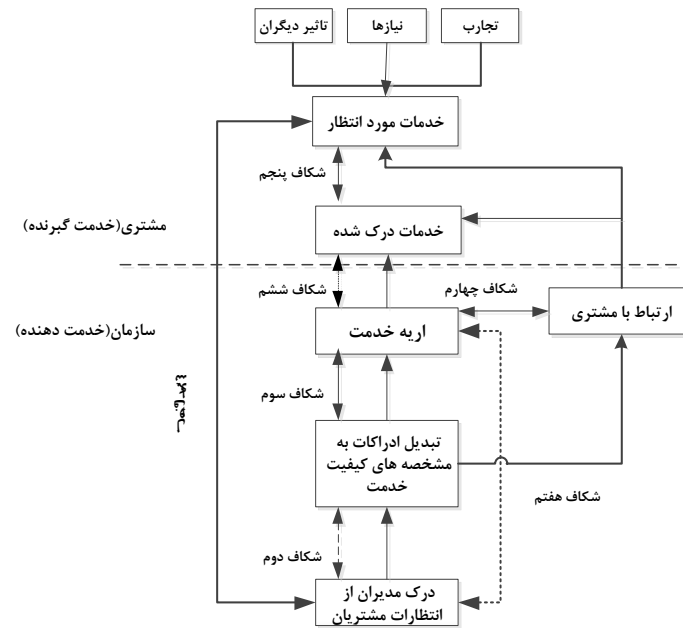 تجارب
نیازها
تاثیر دیگران
خدمات مورد انتظار
شکاف پنجم
مشتری(خدمت گیرنده)
خدمات درک شده
شکاف ششم
شکاف چهارم
ارتباط با مشتری
سازمان(خدمت دهنده)
اریه خدمت
شکاف سوم
تبدیل ادراکات به
مشخصه های کیفیت
خدمت
شکاف هفتم
شکاف دوم
درک مدیران از
انتظارات مشتریان